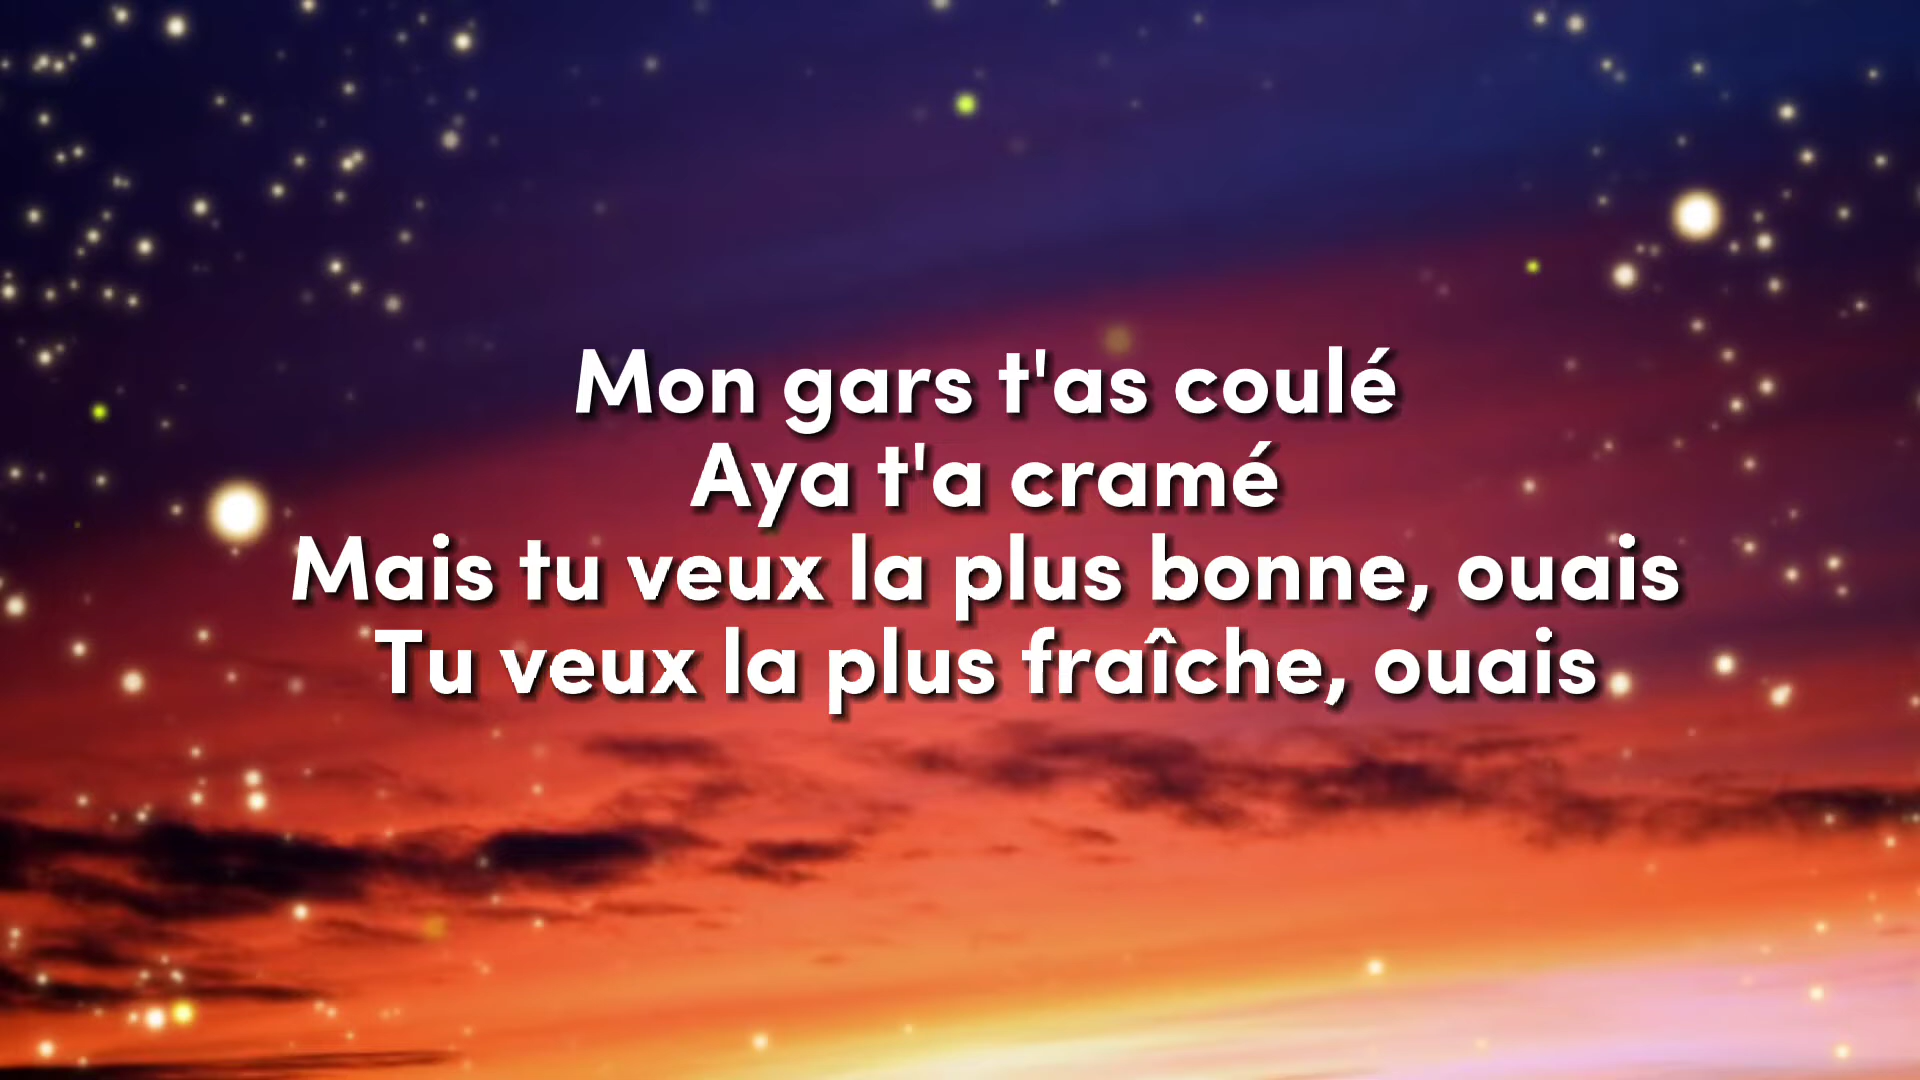 Mon gars t'as coulé
Aya t'a cramé
Mais tu veux la plus bonne, ouais
Tu veux la plus fraîche, ouais